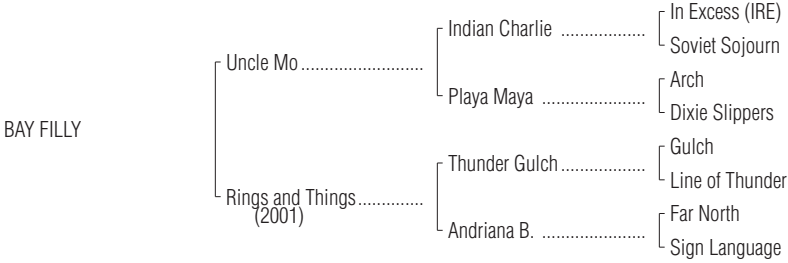 In Excess (IRE)
Indian Charlie ...................
Soviet Sojourn
Uncle Mo ..........................
Arch
Playa Maya ......................
Dixie Slippers
BAY FILLY
Gulch
Thunder Gulch ..................
Line of Thunder
Rings and Things ..............
(2001)
Far North
Andriana B. ......................
Sign Language